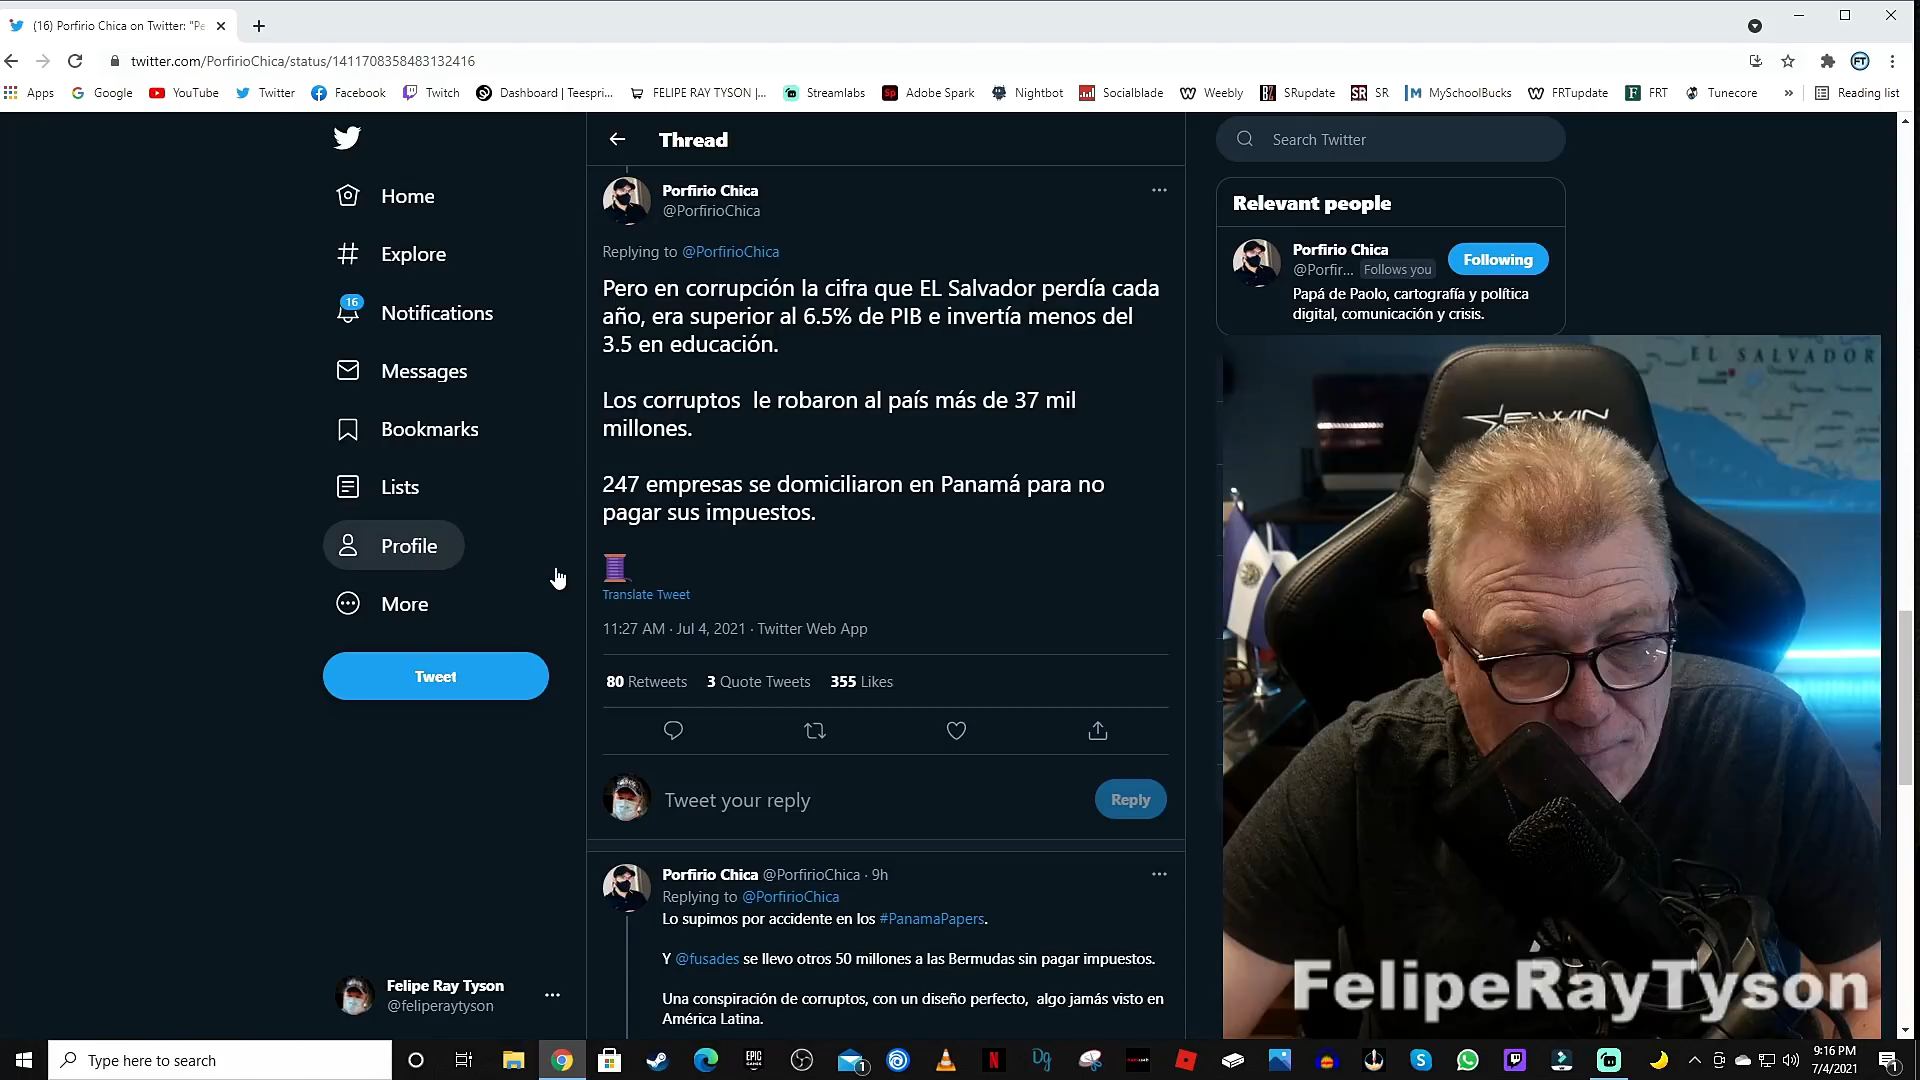 (16) Porfirio Chica on Twitter: "Pe
twitter.com/PorfirioChica/status/1411708358483132416
Apps Google YouTube Twitter Facebook Twitch Dashboard | Teespri... FELIPE RAY TYSON |... Streamlabs Adobe Spark Nightbot Socialblade Weebly SRupdate SR MySchoolBucks FRTupdate FRT Tunecore » Reading list
Thread
Search Twitter
Home
Explore
16
Notifications
Messages
Bookmarks
Lists
Profile
More
Tweet
Felipe Ray Tyson
@feliperaytyson
Porfirio Chica
@PorfirioChica
Replying to @PorfirioChica
Pero en corrupción la cifra que EL Salvador perdía cada
año, era superior al 6.5% de PIB e invertía menos del
3.5 en educación.
Los corruptos le robaron al país más de 37 mil
millones.
247 empresas se domiciliaron en Panamá para no
pagar sus impuestos.
Translate Tweet
11:27 AM · Jul 4, 2021 · Twitter Web App
80 Retweets 3 Quote Tweets 355 Likes
Tweet your reply
Reply
Porfirio Chica @PorfirioChica · 9h
Replying to @PorfirioChica
Lo supimos por accidente en los #PanamaPapers.
Y @fusades se llevo otros 50 millones a las Bermudas sin pagar impuestos.
Una conspiración de corruptos, con un diseño perfecto, algo jamás visto en
América Latina.
Relevant people
Porfirio Chica
@Porfir... Follows you
Following
Papá de Paolo, cartografía y política
digital, comunicación y crisis.
EL SALVADOR
E-WIN
FelipeRayTyson
Type here to search
9:16 PM
7/4/2021